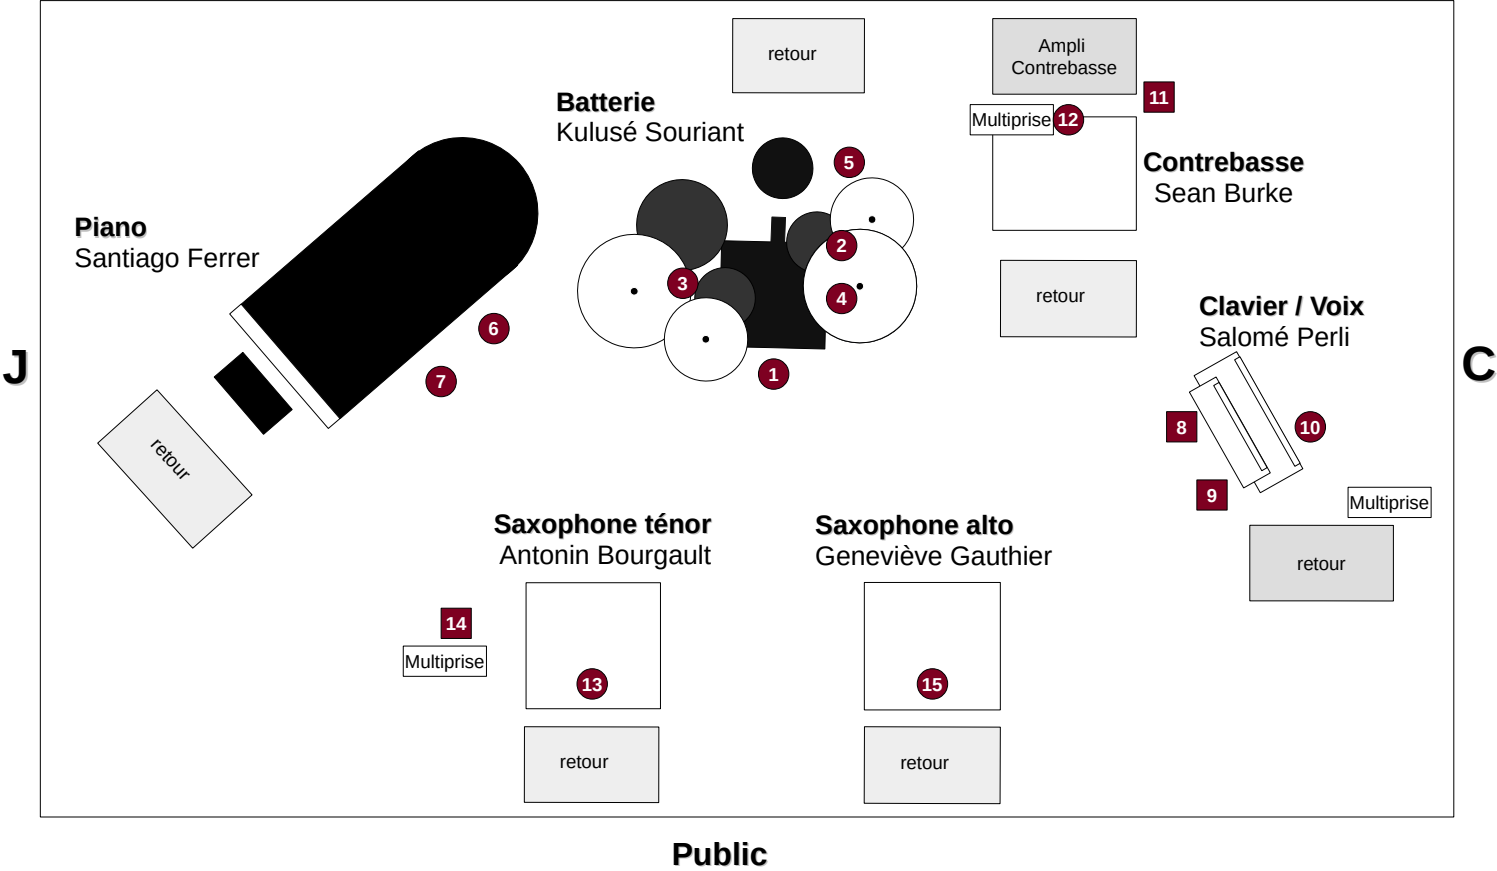 retour
Ampli
Contrebasse
11
Multiprise
12
Batterie
Kulusé Souriant
5
Contrebasse
Sean Burke
Piano
Santiago Ferrer
2
3
4
retour
6
7
1
Clavier / Voix
Salomé Perli
J
C
retour
8
10
9
Multiprise
retour
Saxophone ténor
Antonin Bourgault
Saxophone alto
Geneviève Gauthier
14
Multiprise
13
15
retour
retour
Public